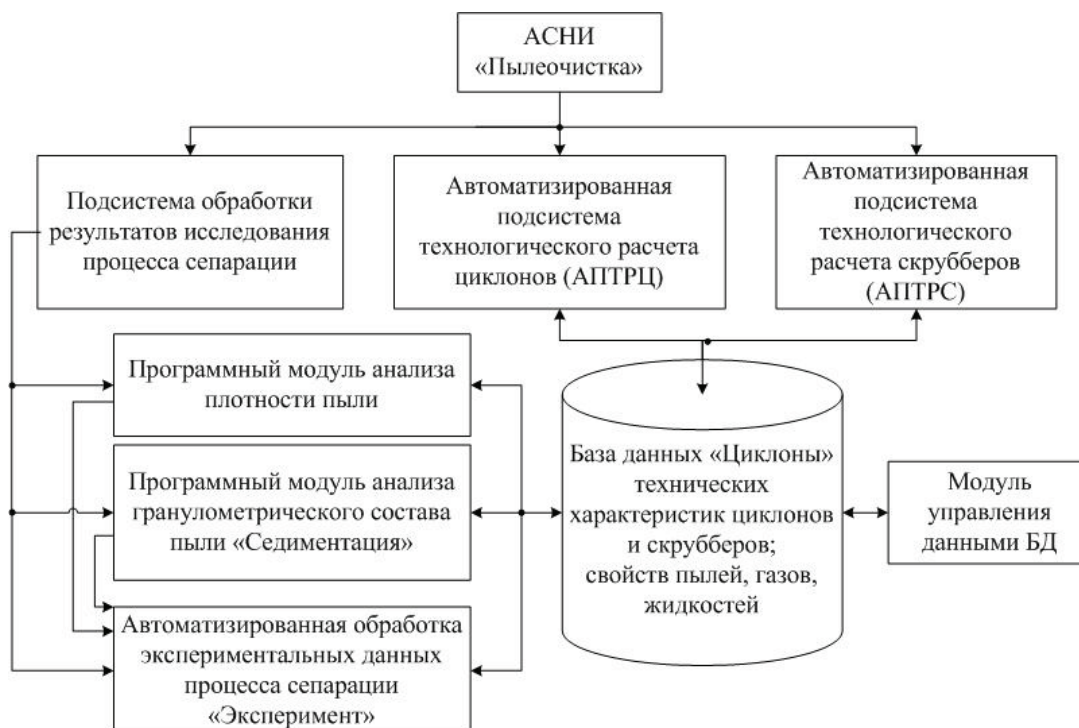 АСНИ
«Пылеочистка»
Подсистема обработки
результатов исследования
процесса сепарации
Автоматизированная
подсистема
технологического расчета
циклонов (АПТРЦ)
Автоматизированная
подсистема
технологического
расчета скрубберов
(АПТРС)
Программный модуль анализа
плотности пыли
Программный модуль анализа
гранулометрического состава
пыли «Седиментация»
Автоматизированная обработка
экспериментальных данных
процесса сепарации
«Эксперимент»
База данных «Циклоны»
технических
характеристик циклонов
и скрубберов;
свойств пылей, газов,
жидкостей
Модуль
управления
данными БД